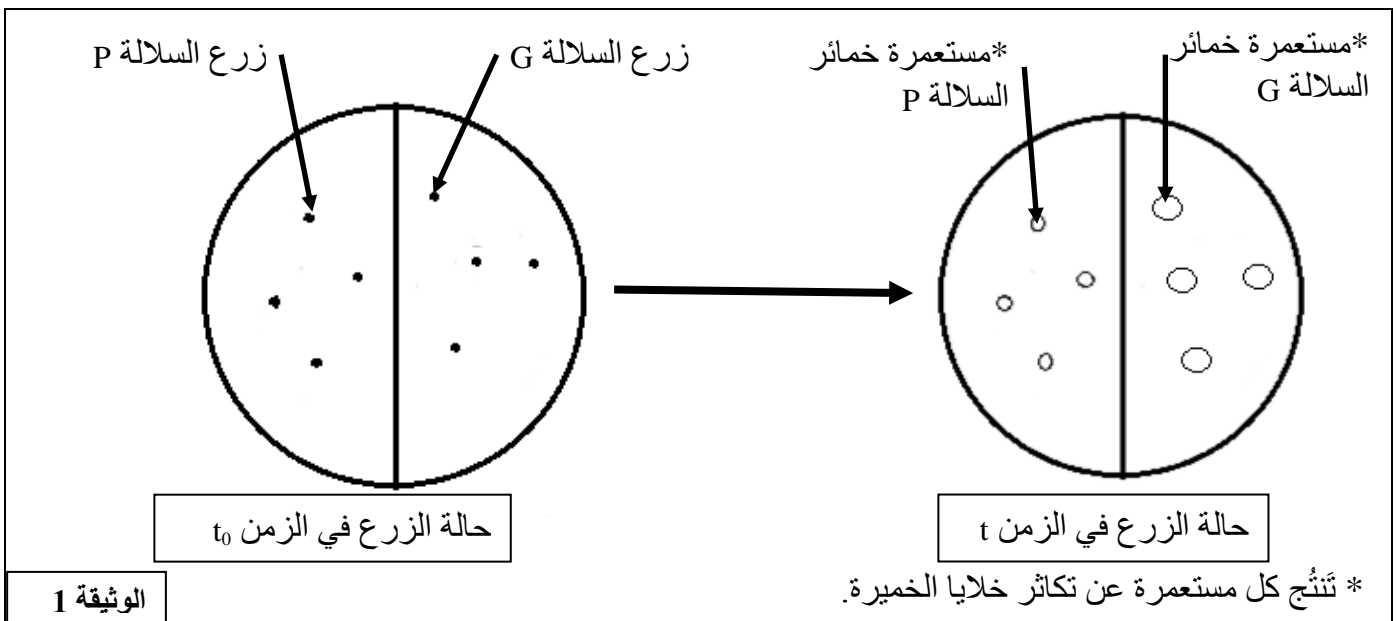 *مستعمرة خمائر
السلالة G
*مستعمرة خمائر
السلالة P
زرع السلالة G
زرع السلالة P
حالة الزرع في الزمن t
حالة الزرع في الزمن t₀
* تَنتُج كل مستعمرة عن تكاثر خلايا الخميرة.
الوثيقة 1